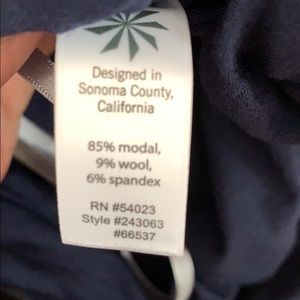 Designed in
Sonoma County,
California
85% modal,
9% wool,
6% spandex
RN #54023
Style #243063
#66537